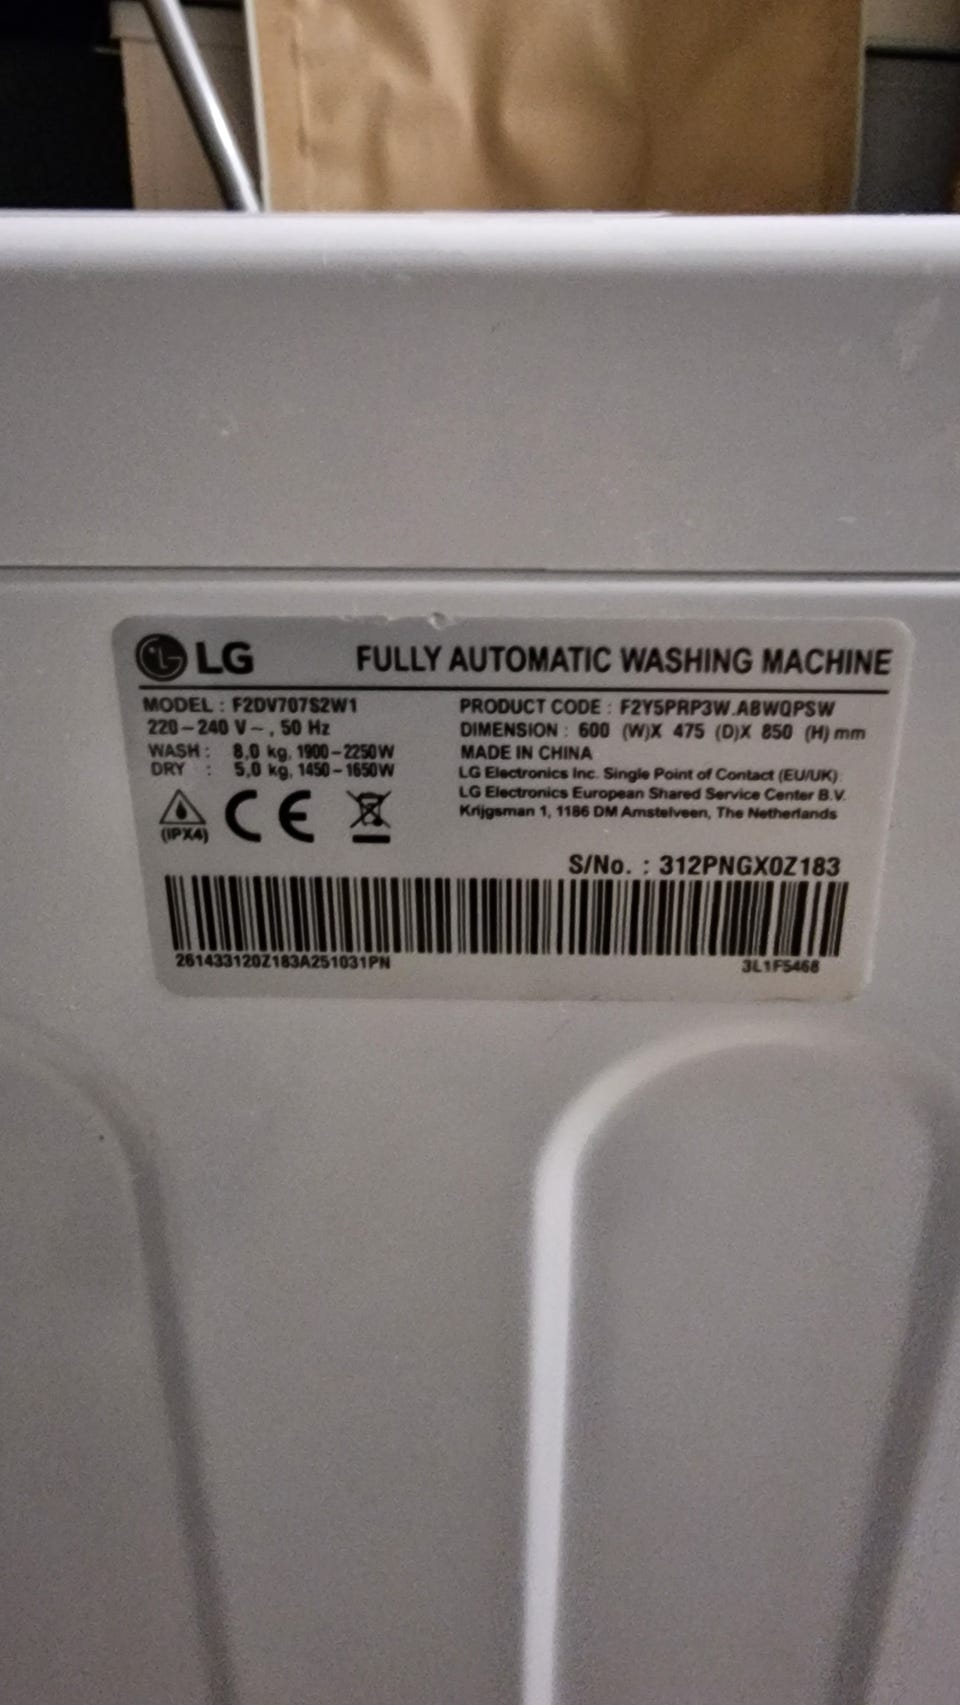 LG FULLY AUTOMATIC WASHING MACHINE
MODEL : F2DV707S2W1
220-240 V~, 50 Hz
WASH : 8,0 kg, 1900-2250W
DRY : 5,0 kg, 1450-1650W
(IPX4) CE
PRODUCT CODE : F2Y5PRP3W.ABWQPSW
DIMENSION : 600 (W)X 475 (D)X 850 (H) mm
MADE IN CHINA
LG Electronics Inc. Single Point of Contact (EU/UK):
LG Electronics European Shared Service Center B.V.
Krijgsman 1, 1186 DM Amstelveen, The Netherlands
S/No. : 312PNGX0Z183
261433120Z183A251031PN 3L1F5468